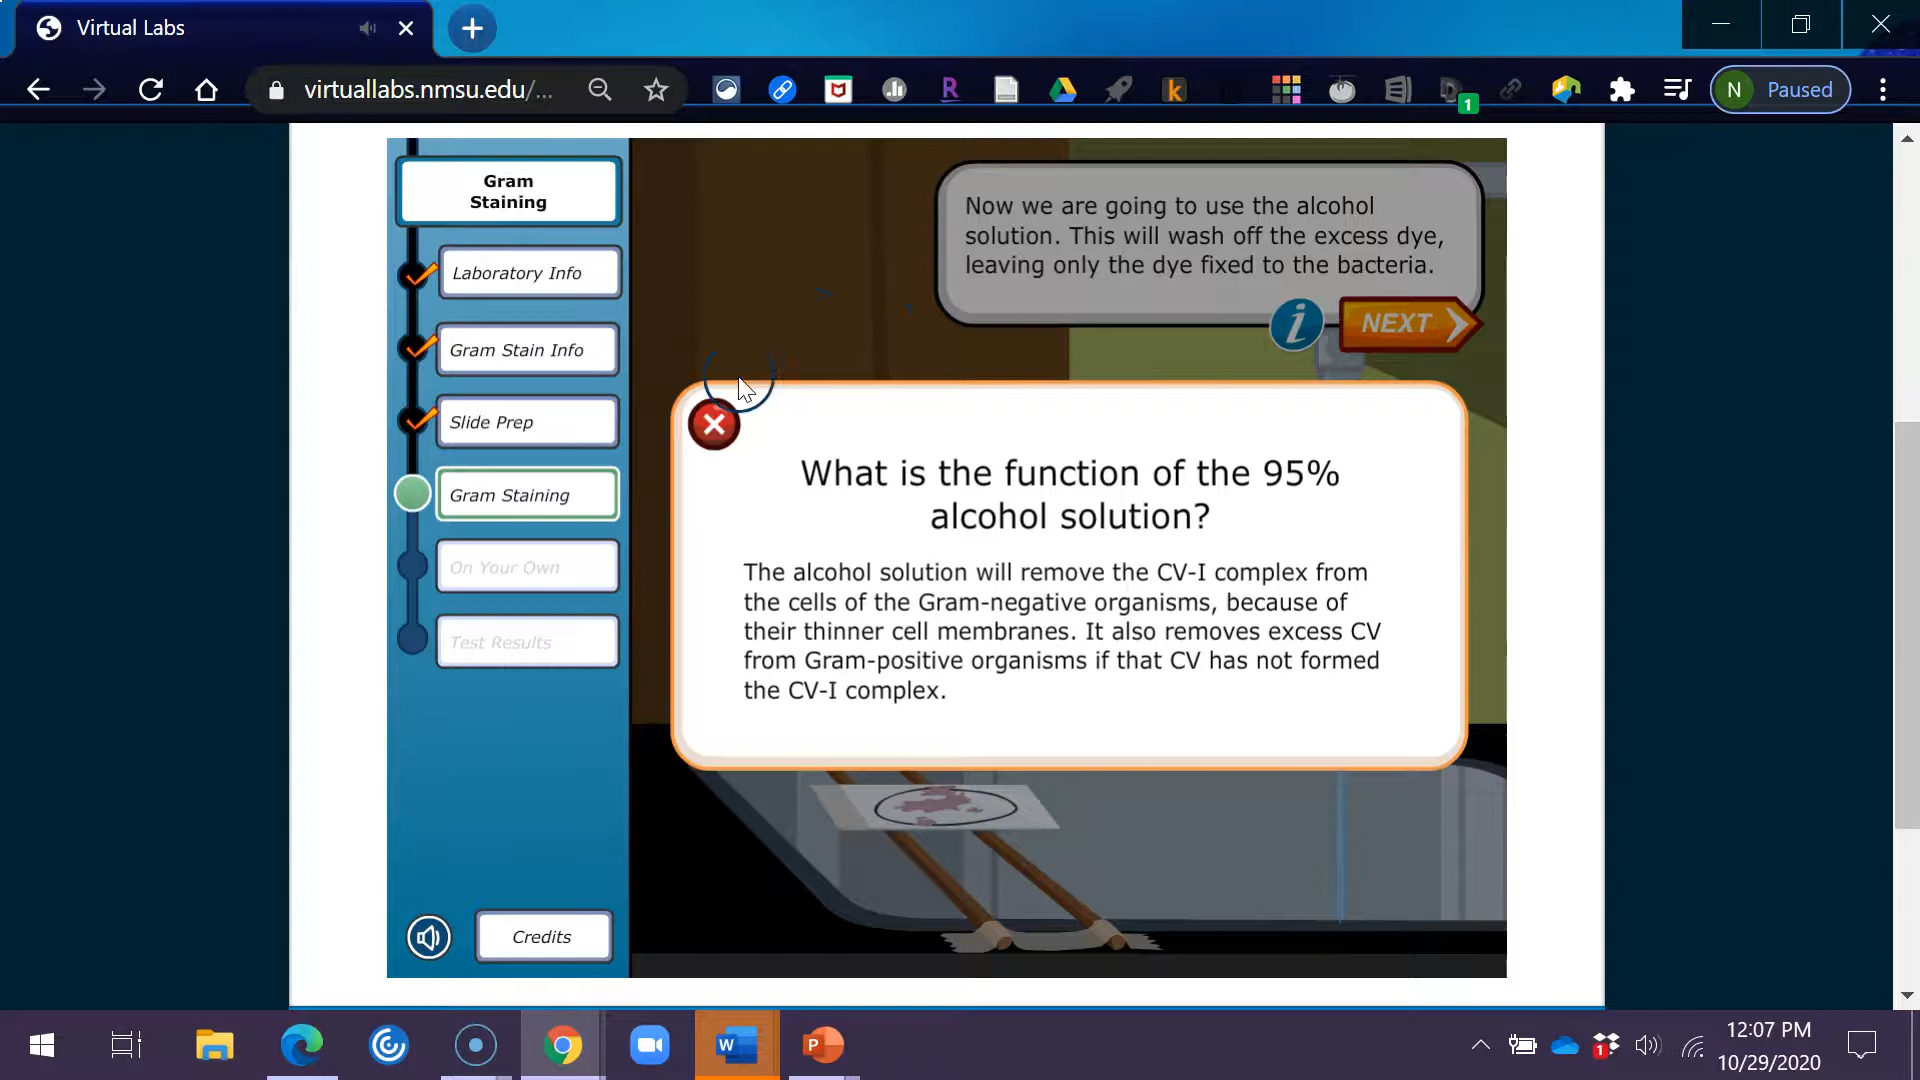 Virtual Labs
virtuallabs.nmsu.edu/...
N Paused
1
Gram
Staining
Laboratory Info
Gram Stain Info
Slide Prep
Gram Staining
On Your Own
Test Results
Credits
Now we are going to use the alcohol
solution. This will wash off the excess dye,
leaving only the dye fixed to the bacteria.
i NEXT
What is the function of the 95%
alcohol solution?
The alcohol solution will remove the CV-I complex from
the cells of the Gram-negative organisms, because of
their thinner cell membranes. It also removes excess CV
from Gram-positive organisms if that CV has not formed
the CV-I complex.
12:07 PM
10/29/2020